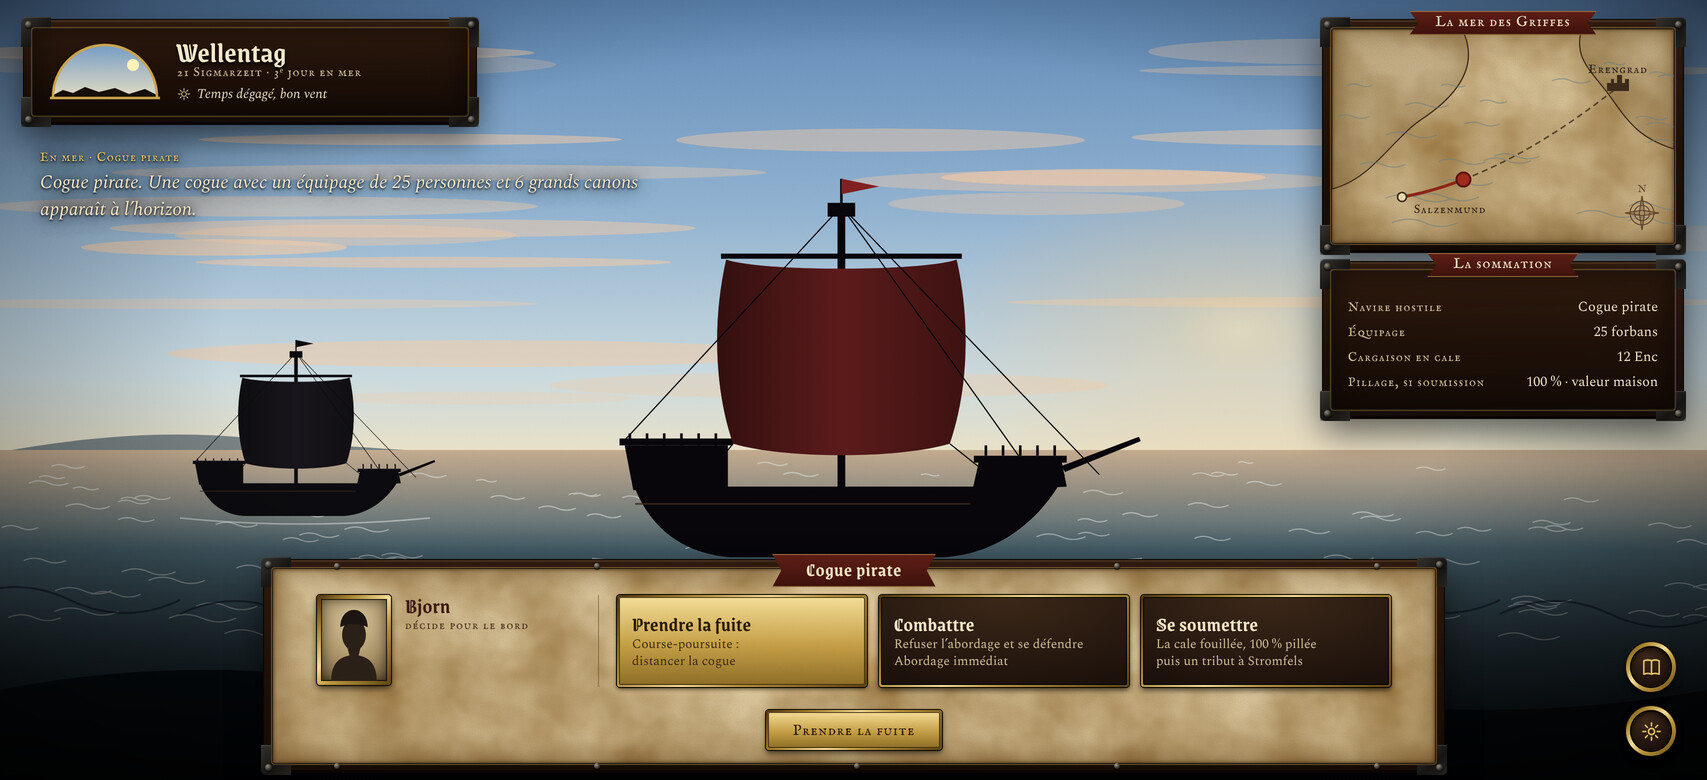 Wellentag
21 Sigmarzeit · 3e jour en mer
Temps dégagé, bon vent
En mer · Cogue pirate
Cogue pirate. Une cogue avec un équipage de 25 personnes et 6 grands canons
apparaît à l’horizon.
La mer des Griffes
Erengrad
N
Salzenmund
La sommation
Navire hostile Cogue pirate
Équipage 25 forbans
Cargaison en cale 12 Enc
Pillage, si soumission 100 % · valeur maison
Cogue pirate
Bjorn
décide pour le bord
Prendre la fuite
Course-poursuite :
distancer la cogue
Combattre
Refuser l’abordage et se défendre
Abordage immédiat
Se soumettre
La cale fouillée, 100 % pillée
puis un tribut à Stromfels
Prendre la fuite